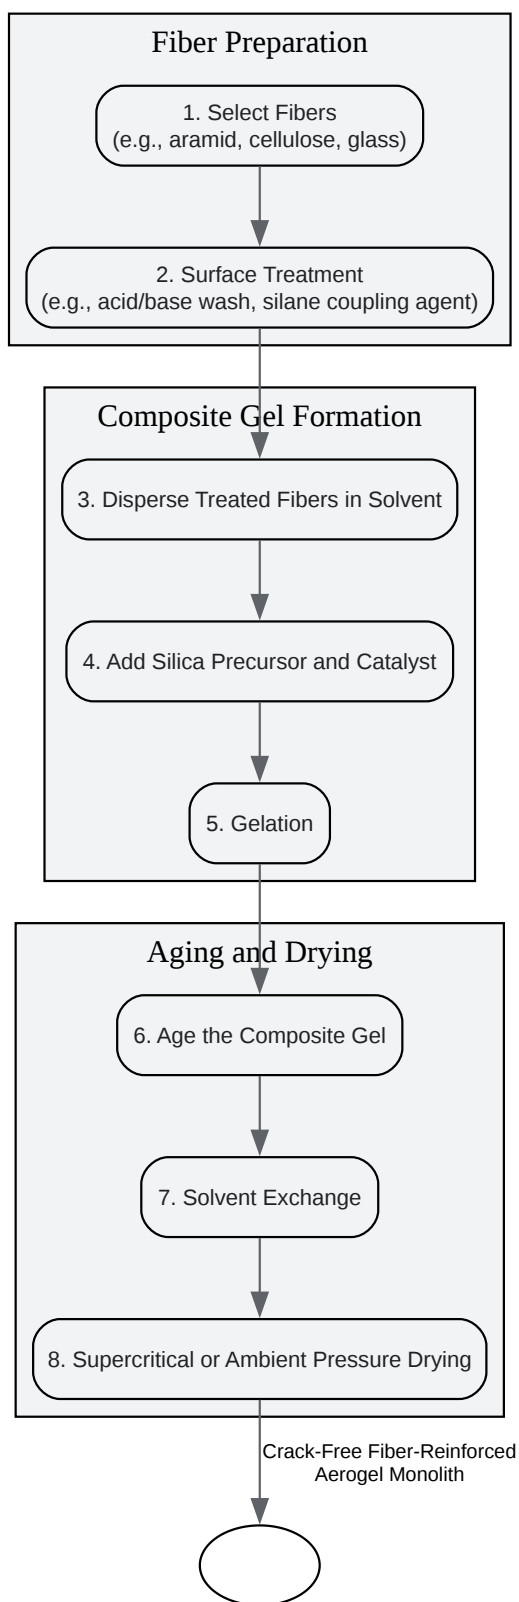 Fiber Preparation
1. Select Fibers
(e.g., aramid, cellulose, glass)
2. Surface Treatment
(e.g., acid/base wash, silane coupling agent)
Composite Gel Formation
3. Disperse Treated Fibers in Solvent
4. Add Silica Precursor and Catalyst
5. Gelation
Aging and Drying
6. Age the Composite Gel
7. Solvent Exchange
8. Supercritical or Ambient Pressure Drying
Crack-Free Fiber-Reinforced
Aerogel Monolith